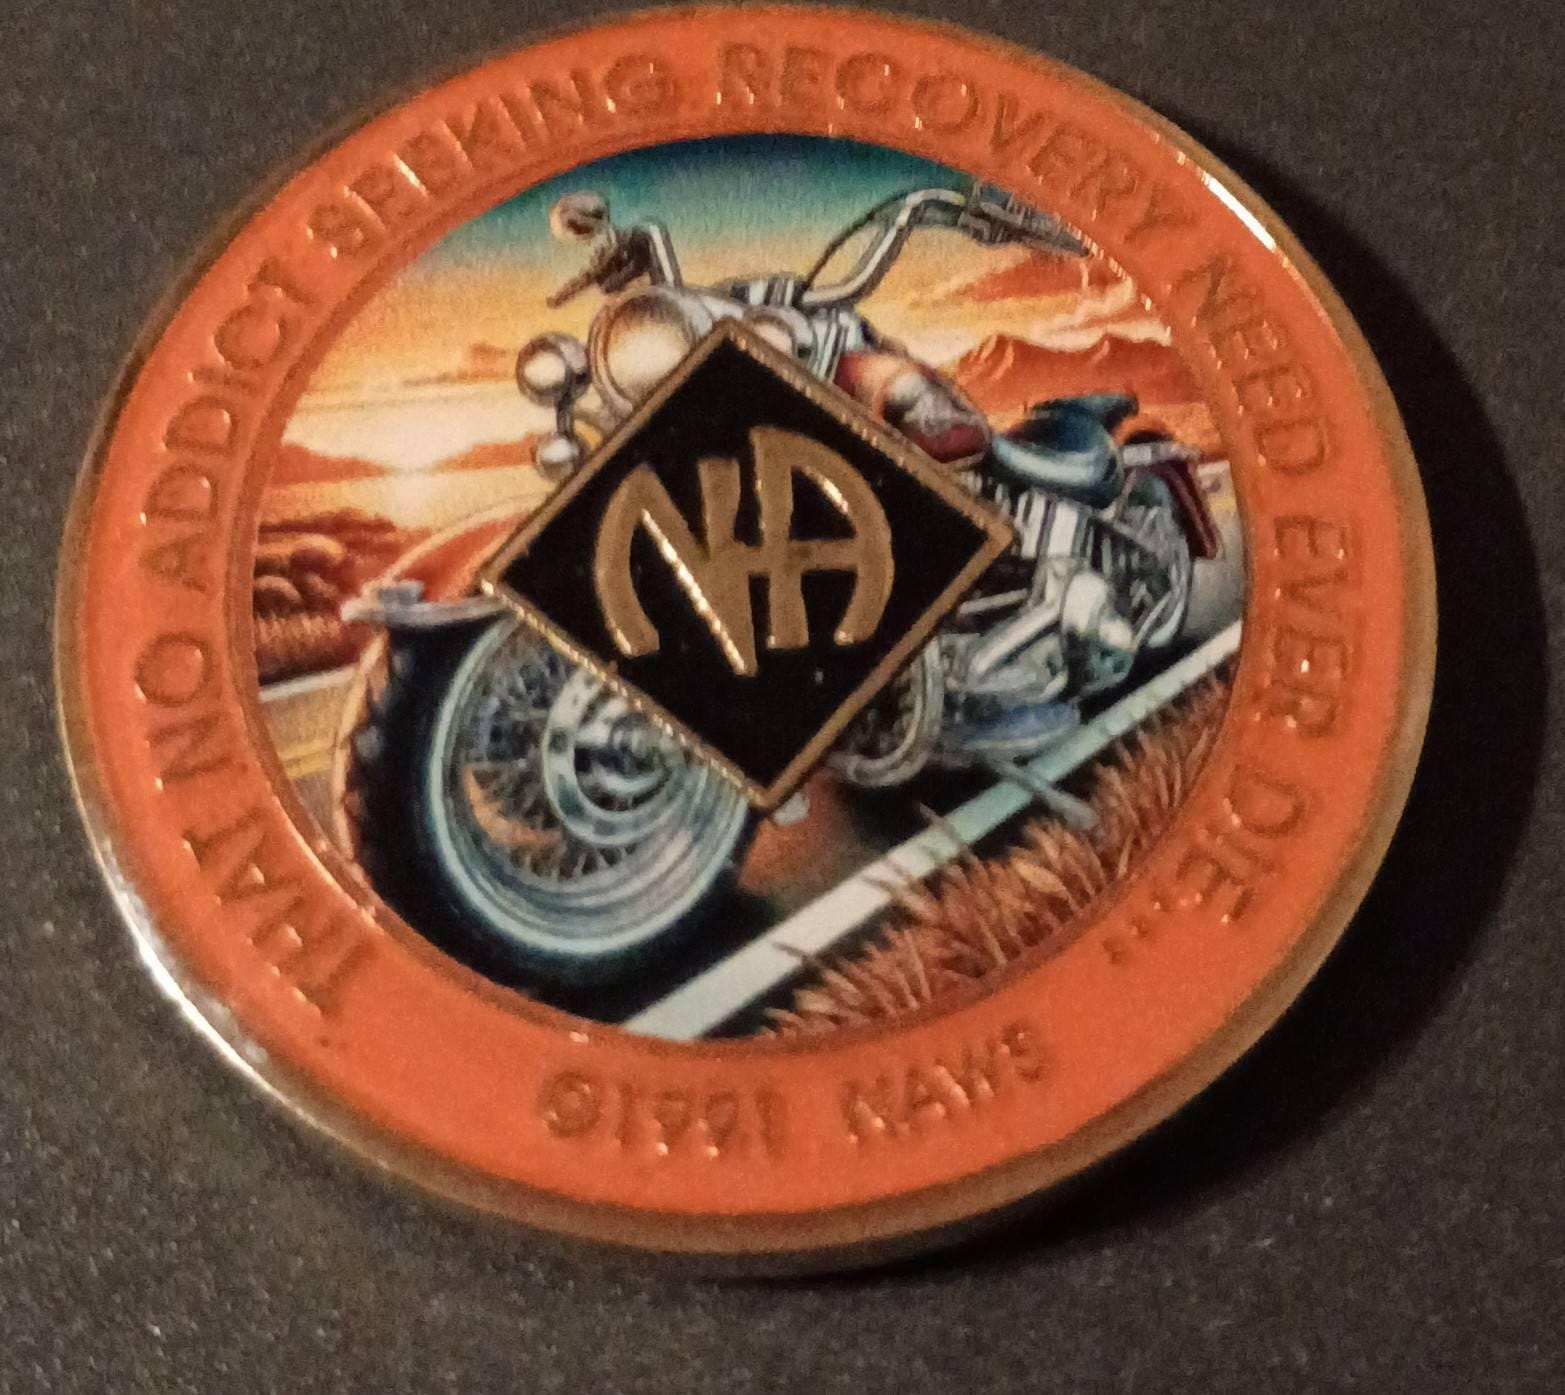 THAT NO ADDICT SEEKING RECOVERY NEED EVER DIE...
NA
©1991 NAWS